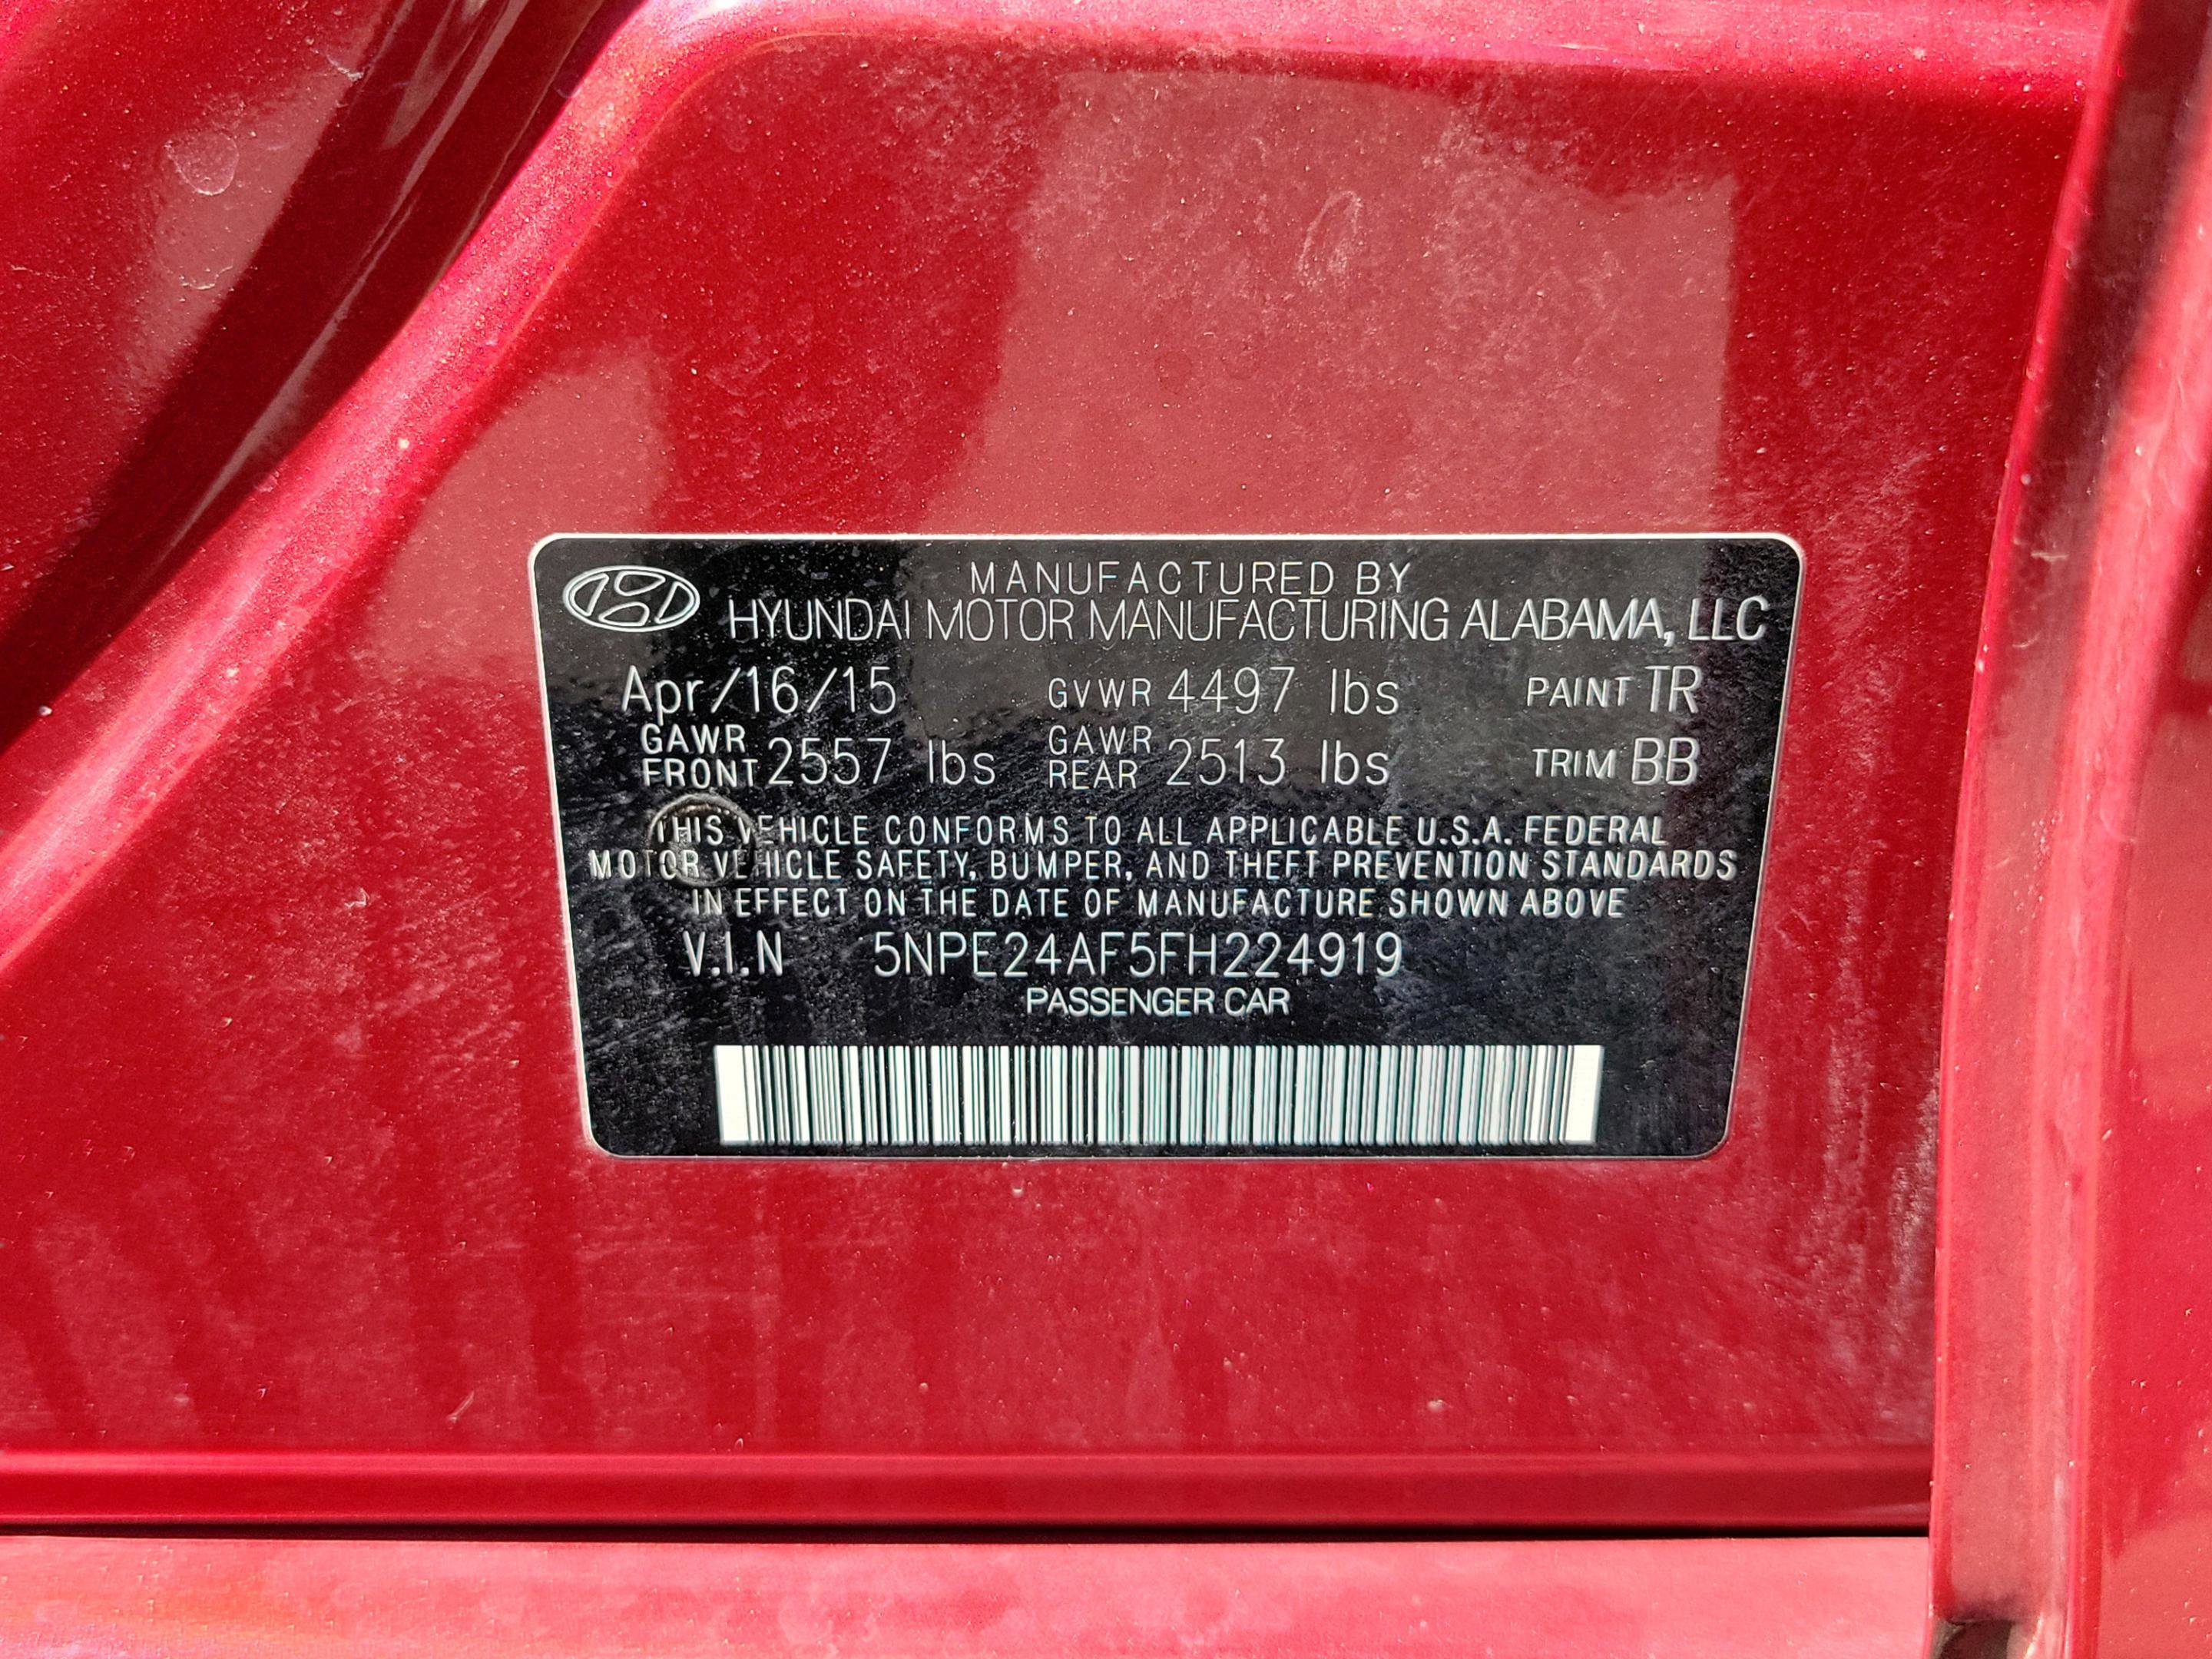 MANUFACTURED BY
HYUNDAI MOTOR MANUFACTURING ALABAMA, LLC
Apr/16/15 GVWR 4497 lbs PAINT TR
GAWR FRONT 2557 lbs GAWR REAR 2513 lbs TRIM BB
THIS VEHICLE CONFORMS TO ALL APPLICABLE U.S.A. FEDERAL
MOTOR VEHICLE SAFETY, BUMPER, AND THEFT PREVENTION STANDARDS
IN EFFECT ON THE DATE OF MANUFACTURE SHOWN ABOVE
V.I.N 5NPE24AF5FH224919
PASSENGER CAR